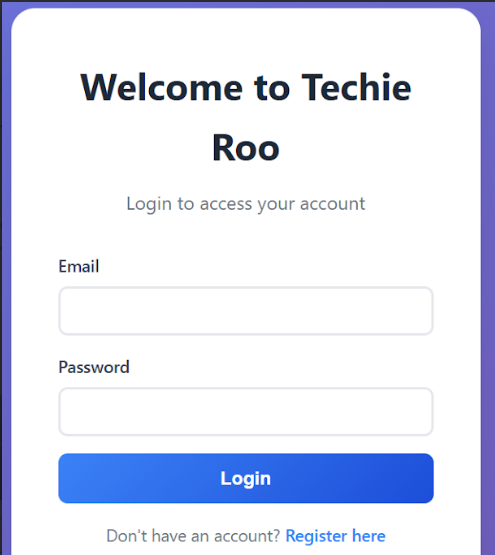 Welcome to Techie
Roo
Login to access your account
Email
Password
Login
Don't have an account? Register here